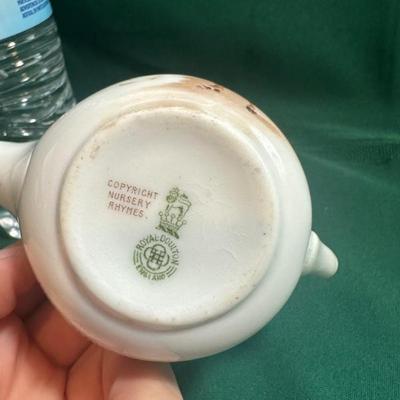 COPYRIGHT
NURSERY
RHYMES.
ROYAL DOULTON
ENGLAND